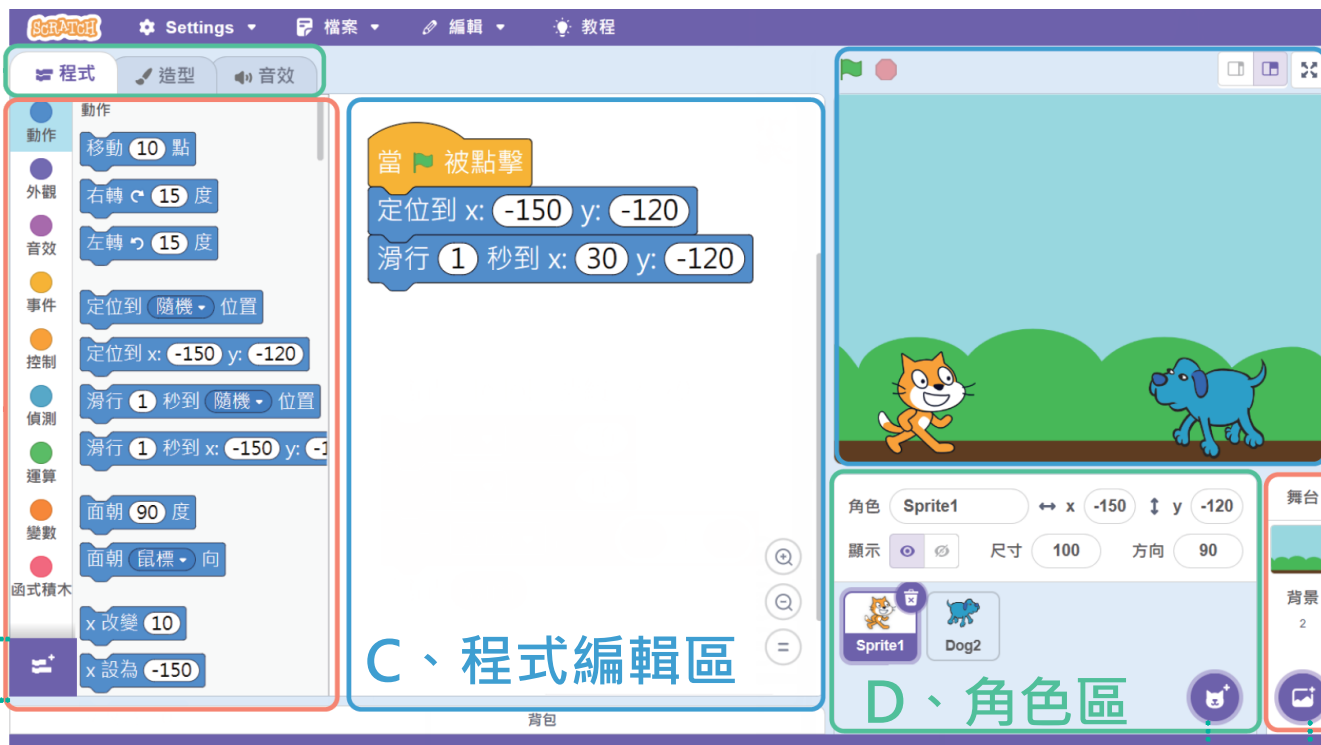 SCRATCH Settings 檔案 編輯 教程
程式 造型 音效
動作
外觀
音效
事件
控制
偵測
運算
變數
函式積木
動作
移動 10 點
右轉 15 度
左轉 15 度
定位到 隨機 位置
定位到 x: -150 y: -120
滑行 1 秒到 隨機 位置
滑行 1 秒到 x: -150 y: -1
面朝 90 度
面朝 鼠標 向
x 改變 10
x 設為 -150
當 被點擊
定位到 x: -150 y: -120
滑行 1 秒到 x: 30 y: -120
C、程式編輯區
背包
角色 Sprite1 x -150 y -120
顯示 尺寸 100 方向 90
Sprite1 Dog2
D、角色區
舞台
背景
2